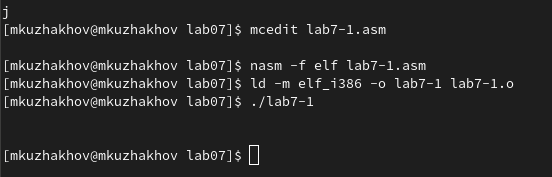 j
[mkuzhakhov@mkuzhakhov lab07]$ mcedit lab7-1.asm
[mkuzhakhov@mkuzhakhov lab07]$ nasm -f elf lab7-1.asm
[mkuzhakhov@mkuzhakhov lab07]$ ld -m elf_i386 -o lab7-1 lab7-1.o
[mkuzhakhov@mkuzhakhov lab07]$ ./lab7-1
[mkuzhakhov@mkuzhakhov lab07]$